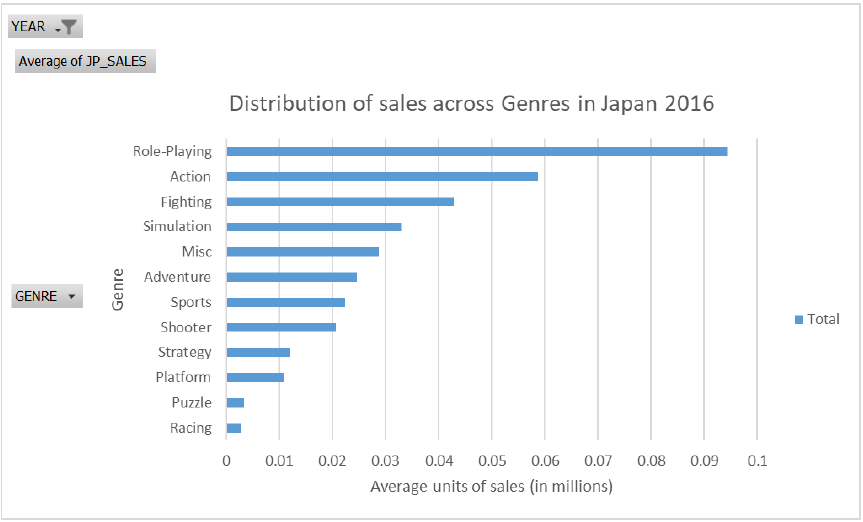 YEAR
Average of JP_SALES
Distribution of sales across Genres in Japan 2016
Role-Playing
Action
Fighting
Simulation
Misc
Adventure
Sports
Shooter
Strategy
Platform
Puzzle
Racing
Genre
GENRE
Total
0 0.01 0.02 0.03 0.04 0.05 0.06 0.07 0.08 0.09 0.1
Average units of sales (in millions)